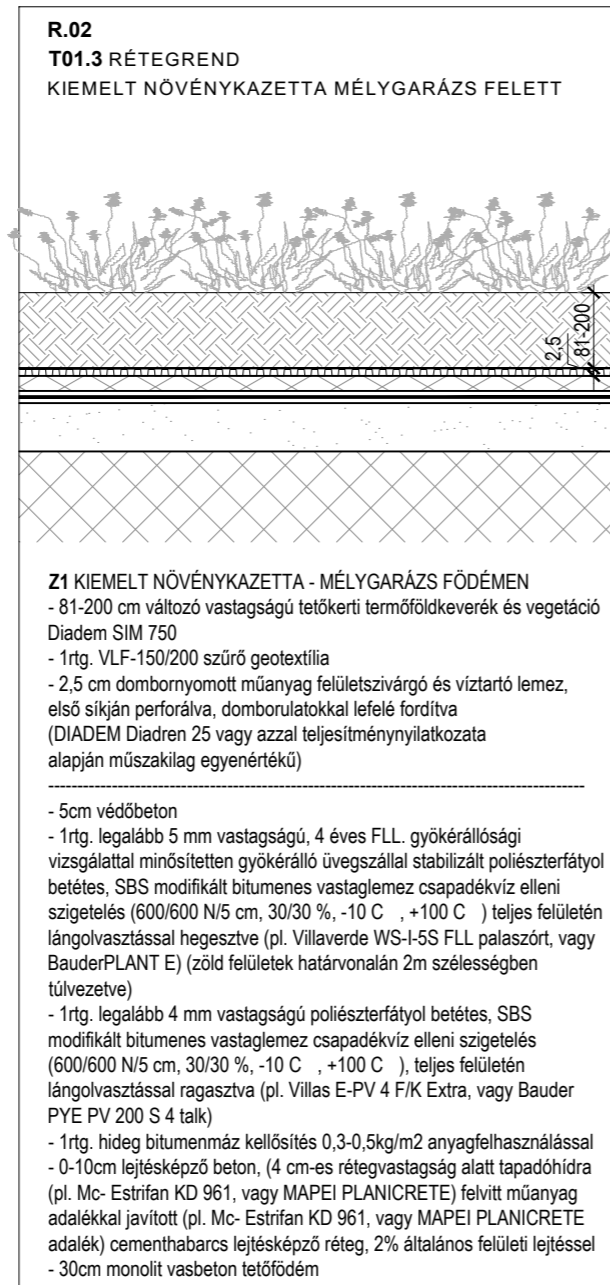 R.02
T01.3 RÉTEGREND
KIEMELT NÖVÉNYKAZETTA MÉLYGARÁZS FELETT
2,5
81-200
Z1 KIEMELT NÖVÉNYKAZETTA - MÉLYGARÁZS FÖDÉMEN
- 81-200 cm változó vastagságú tetőkerti termőföldkeverék és vegetáció
Diadem SIM 750
- 1rtg. VLF-150/200 szűrő geotextília
- 2,5 cm dombornyomott műanyag felületszivárgó és víztartó lemez,
első síkján perforálva, domborulatokkal lefelé fordítva
(DIADEM Diadren 25 vagy azzal teljesítménynyilatkozata
alapján műszakilag egyenértékű)
--------------------------------------------------------------------------------------------
- 5cm védőbeton
- 1rtg. legalább 5 mm vastagságú, 4 éves FLL. gyökérállósági
vizsgálattal minősítetten gyökérálló üvegszállal stabilizált poliészterfátyol
betétes, SBS modifikált bitumenes vastaglemez csapadékvíz elleni
szigetelés (600/600 N/5 cm, 30/30 %, -10 C , +100 C ) teljes felületén
lángolvasztással hegesztve (pl. Villaverde WS-I-5S FLL palaszórt, vagy
BauderPLANT E) (zöld felületek határvonalán 2m szélességben
túlvezetve)
- 1rtg. legalább 4 mm vastagságú poliészterfátyol betétes, SBS
modifikált bitumenes vastaglemez csapadékvíz elleni szigetelés
(600/600 N/5 cm, 30/30 %, -10 C , +100 C ), teljes felületén
lángolvasztással ragasztva (pl. Villas E-PV 4 F/K Extra, vagy Bauder
PYE PV 200 S 4 talk)
- 1rtg. hideg bitumenmáz kellősítés 0,3-0,5kg/m2 anyagfelhasználással
- 0-10cm lejtésképző beton, (4 cm-es rétegvastagság alatt tapadóhídra
(pl. Mc- Estrifan KD 961, vagy MAPEI PLANICRETE) felvitt műanyag
adalékkal javított (pl. Mc- Estrifan KD 961, vagy MAPEI PLANICRETE
adalék) cementhabarcs lejtésképző réteg, 2% általános felületi lejtéssel
- 30cm monolit vasbeton tetőfödém